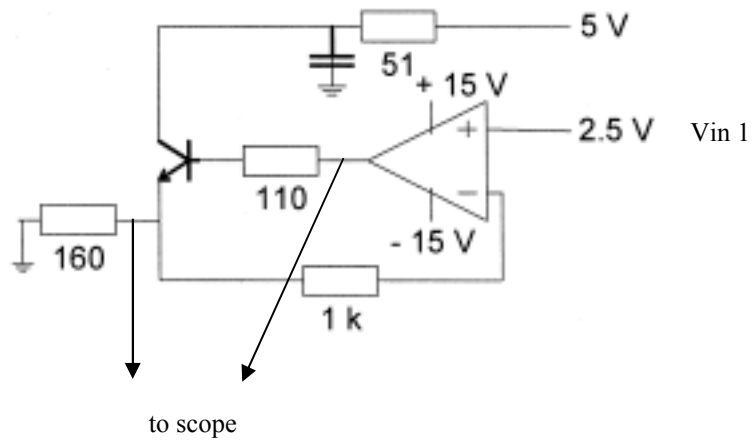 5 V
51
+ 15 V
+
2.5 V Vin 1
110
−
- 15 V
160
1 k
to scope